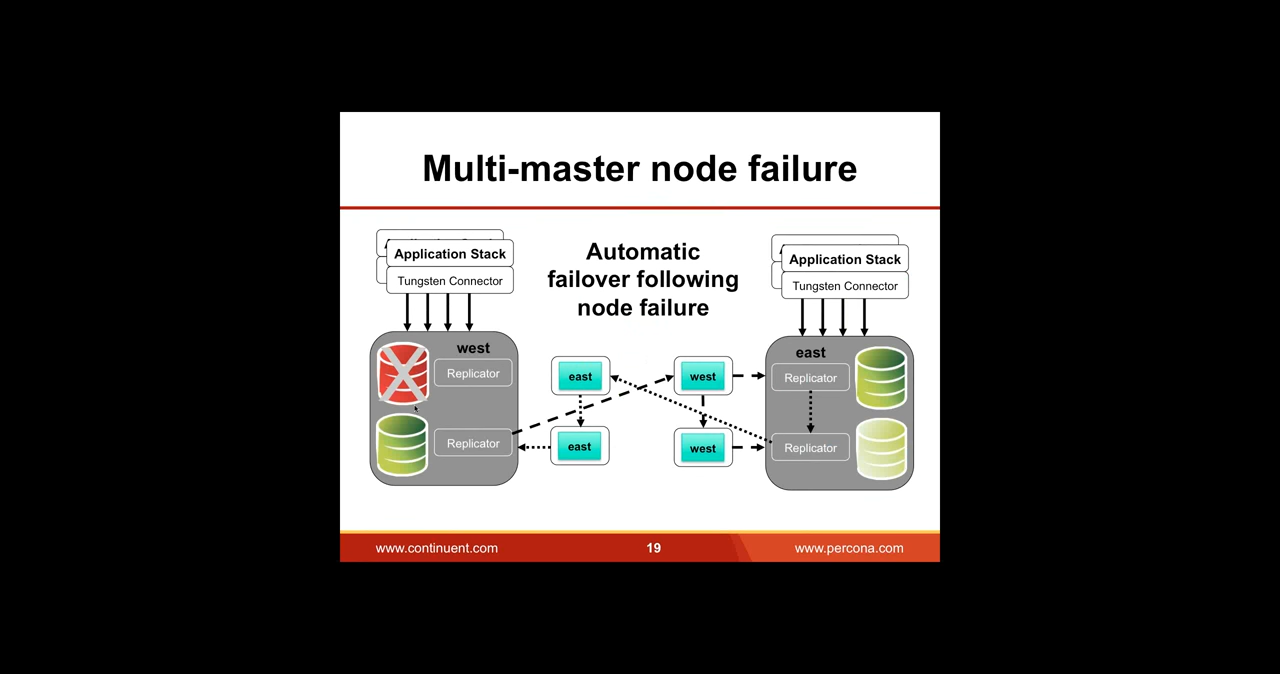 Multi-master node failure
Application Stack
Tungsten Connector
Automatic
failover following
node failure
Application Stack
Tungsten Connector
west
Replicator
Replicator
east
east
west
west
east
Replicator
Replicator
www.continuent.com
19
www.percona.com